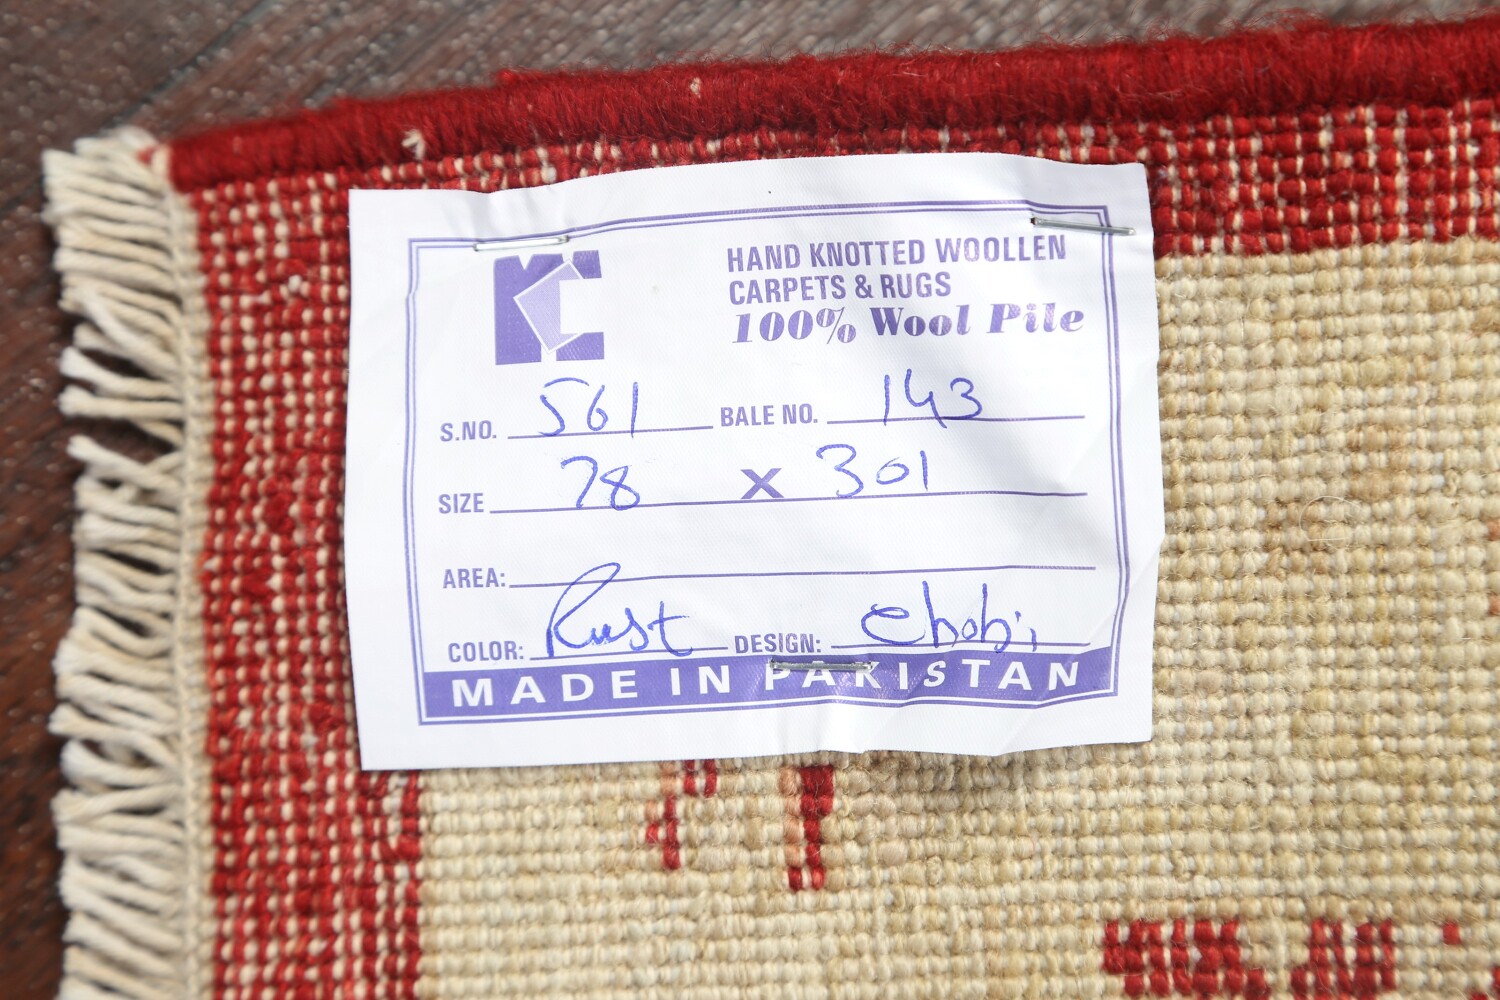 KC
HAND KNOTTED WOOLLEN
CARPETS & RUGS
100% Wool Pile
S.NO. 561 BALE NO. 143
SIZE 78 X 301
AREA:
COLOR: Rust DESIGN: chobi
MADE IN PAKISTAN